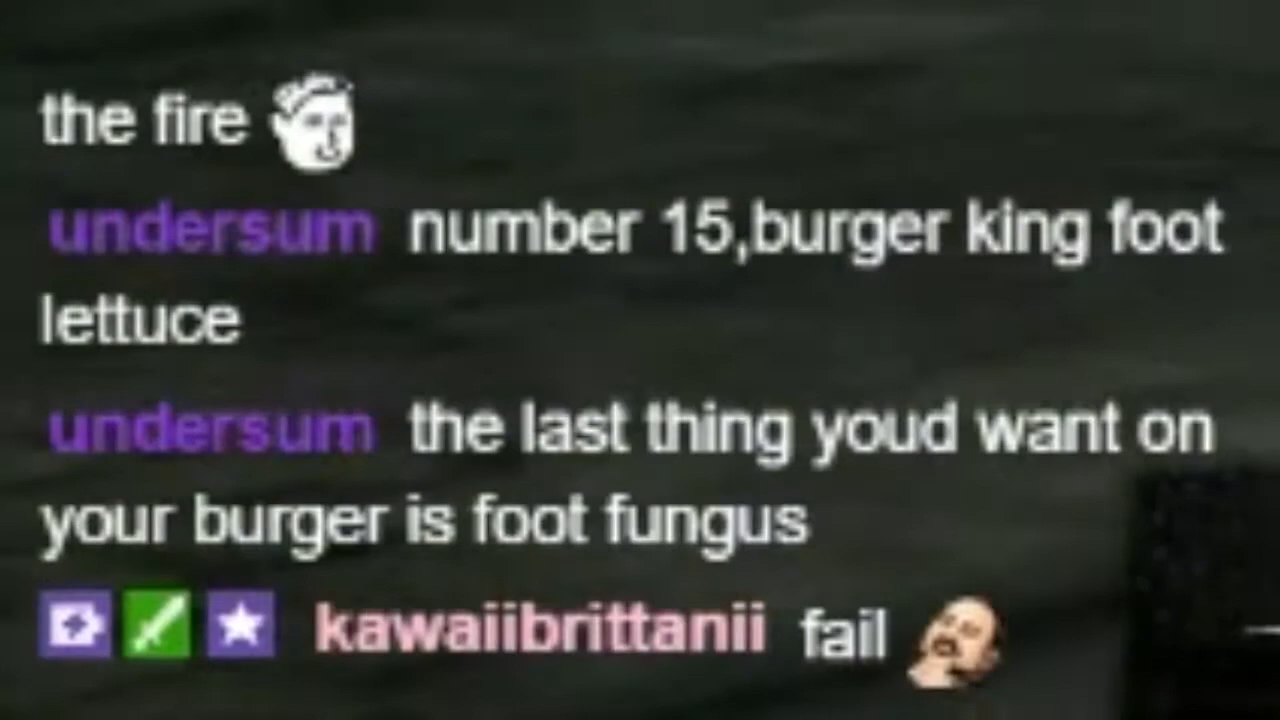 the fire
undersum number 15,burger king foot
lettuce
undersum the last thing youd want on
your burger is foot fungus
kawaiibrittanii fail